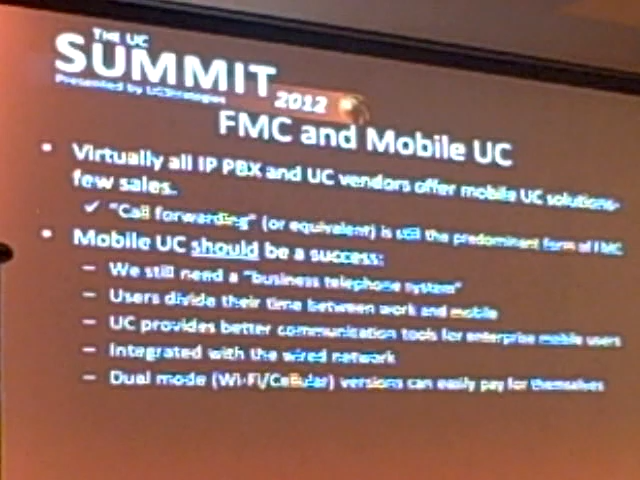 THE UC
SUMMIT
Presented by UCStrategies
2012
FMC and Mobile UC
• Virtually all IP PBX and UC vendors offer mobile UC solutions-
few sales.
✓ "Call forwarding" (or equivalent) is still the predominant form of FMC
• Mobile UC should be a success:
– We still need a "business telephone system"
– Users divide their time between work and mobile
– UC provides better communication tools for enterprise mobile users
– Integrated with the wired network
– Dual mode (Wi-Fi/Cellular) versions can easily pay for themselves